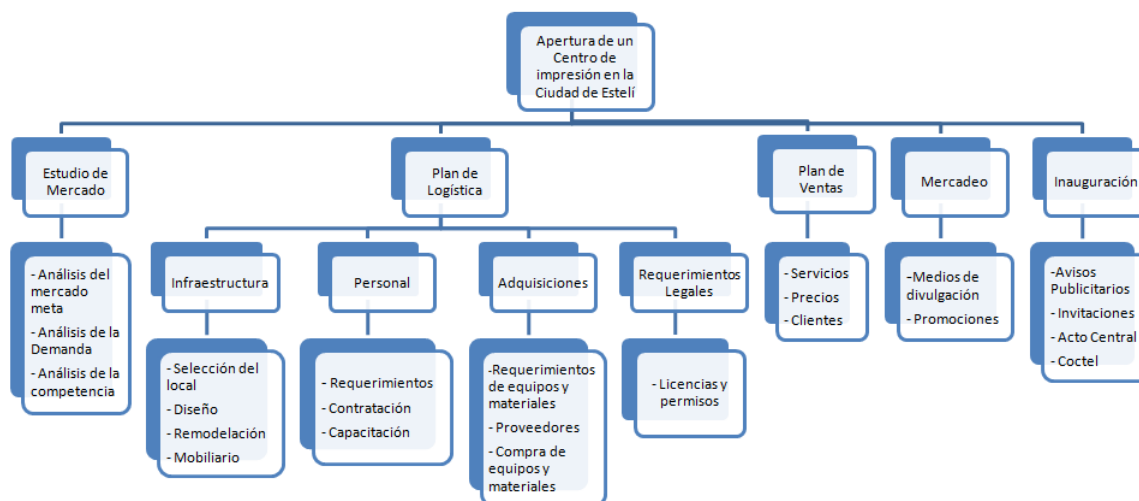 Apertura de un
Centro de
impresión en la
Ciudad de Estelí
Estudio de
Mercado
Plan de
Logística
Plan de
Ventas
Mercadeo
Inauguración
- Análisis del
mercado
meta
- Análisis de la
Demanda
- Análisis de la
competencia
Infraestructura
Personal
Adquisiciones
Requerimientos
Legales
- Servicios
- Precios
- Clientes
-Medios de
divulgación
- Promociones
-Avisos
Publicitarios
- Invitaciones
- Acto Central
- Coctel
- Selección del
local
- Diseño
- Remodelación
- Mobiliario
- Requerimientos
- Contratación
- Capacitación
-Requerimientos
de equipos y
materiales
- Proveedores
- Compra de
equipos y
materiales
- Licencias y
permisos